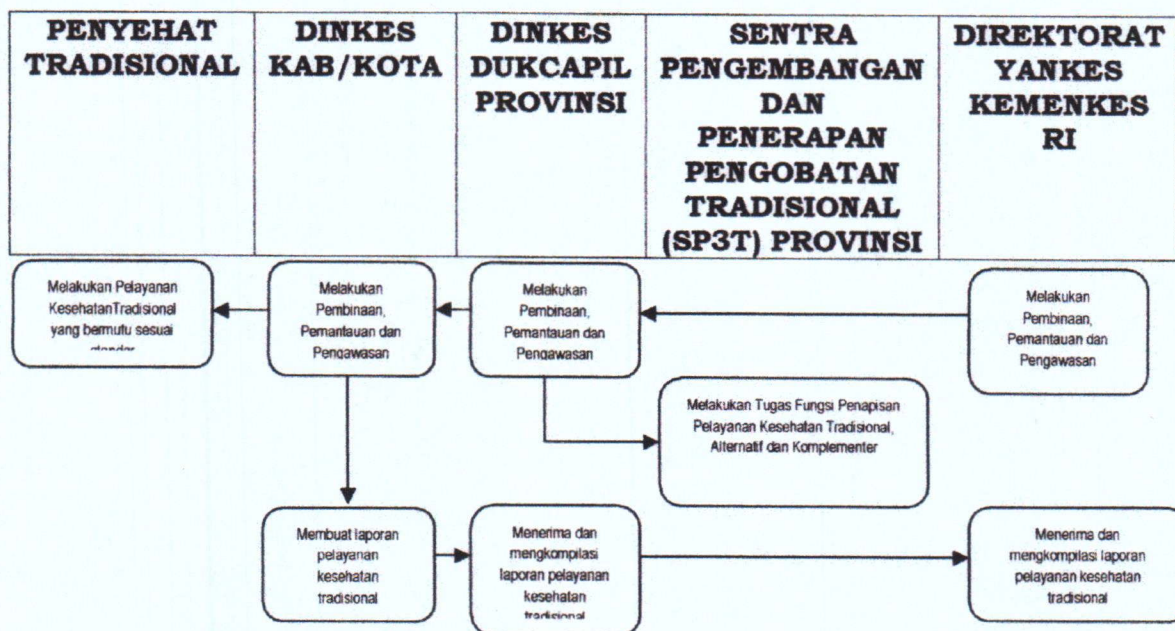 PENYEHAT
TRADISIONAL
DINKES
KAB/KOTA
DINKES
DUKCAPIL
PROVINSI
SENTRA
PENGEMBANGAN
DAN
PENERAPAN
PENGOBATAN
TRADISIONAL
(SP3T) PROVINSI
DIREKTORAT
YANKES
KEMENKES
RI
Melakukan Pelayanan
KesehatanTradisional
yang bermutu sesuai
standar
Melakukan
Pembinaan,
Pemantauan dan
Pengawasan
Melakukan
Pembinaan,
Pemantauan dan
Pengawasan
Melakukan
Pembinaan,
Pemantauan dan
Pengawasan
Melakukan Tugas Fungsi Penapisan
Pelayanan Kesehatan Tradisional,
Alternatif dan Komplementer
Membuat laporan
pelayanan
kesehatan
tradisional
Menerima dan
mengkompilasi
laporan pelayanan
kesehatan
tradisional
Menerima dan
mengkompilasi laporan
pelayanan kesehatan
tradisional